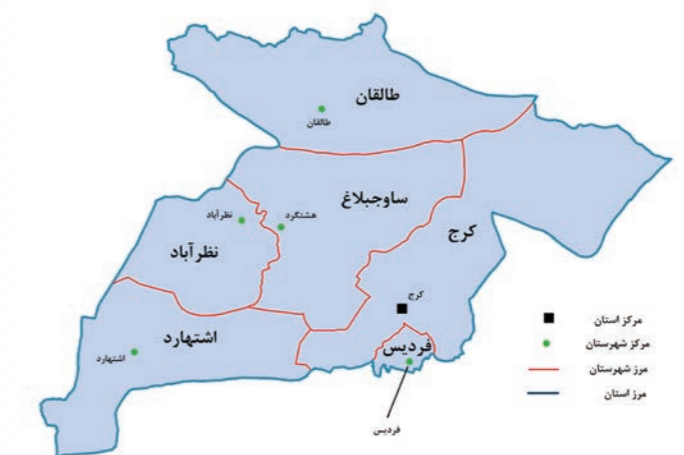 طالقان
طالقان
ساوجبلاغ
هشتگرد
نظرآباد
نظرآباد
کرج
کرج
اشتهارد
اشتهارد
فردیس
فردیس
مرکز استان
مرکز شهرستان
مرز شهرستان
مرز استان